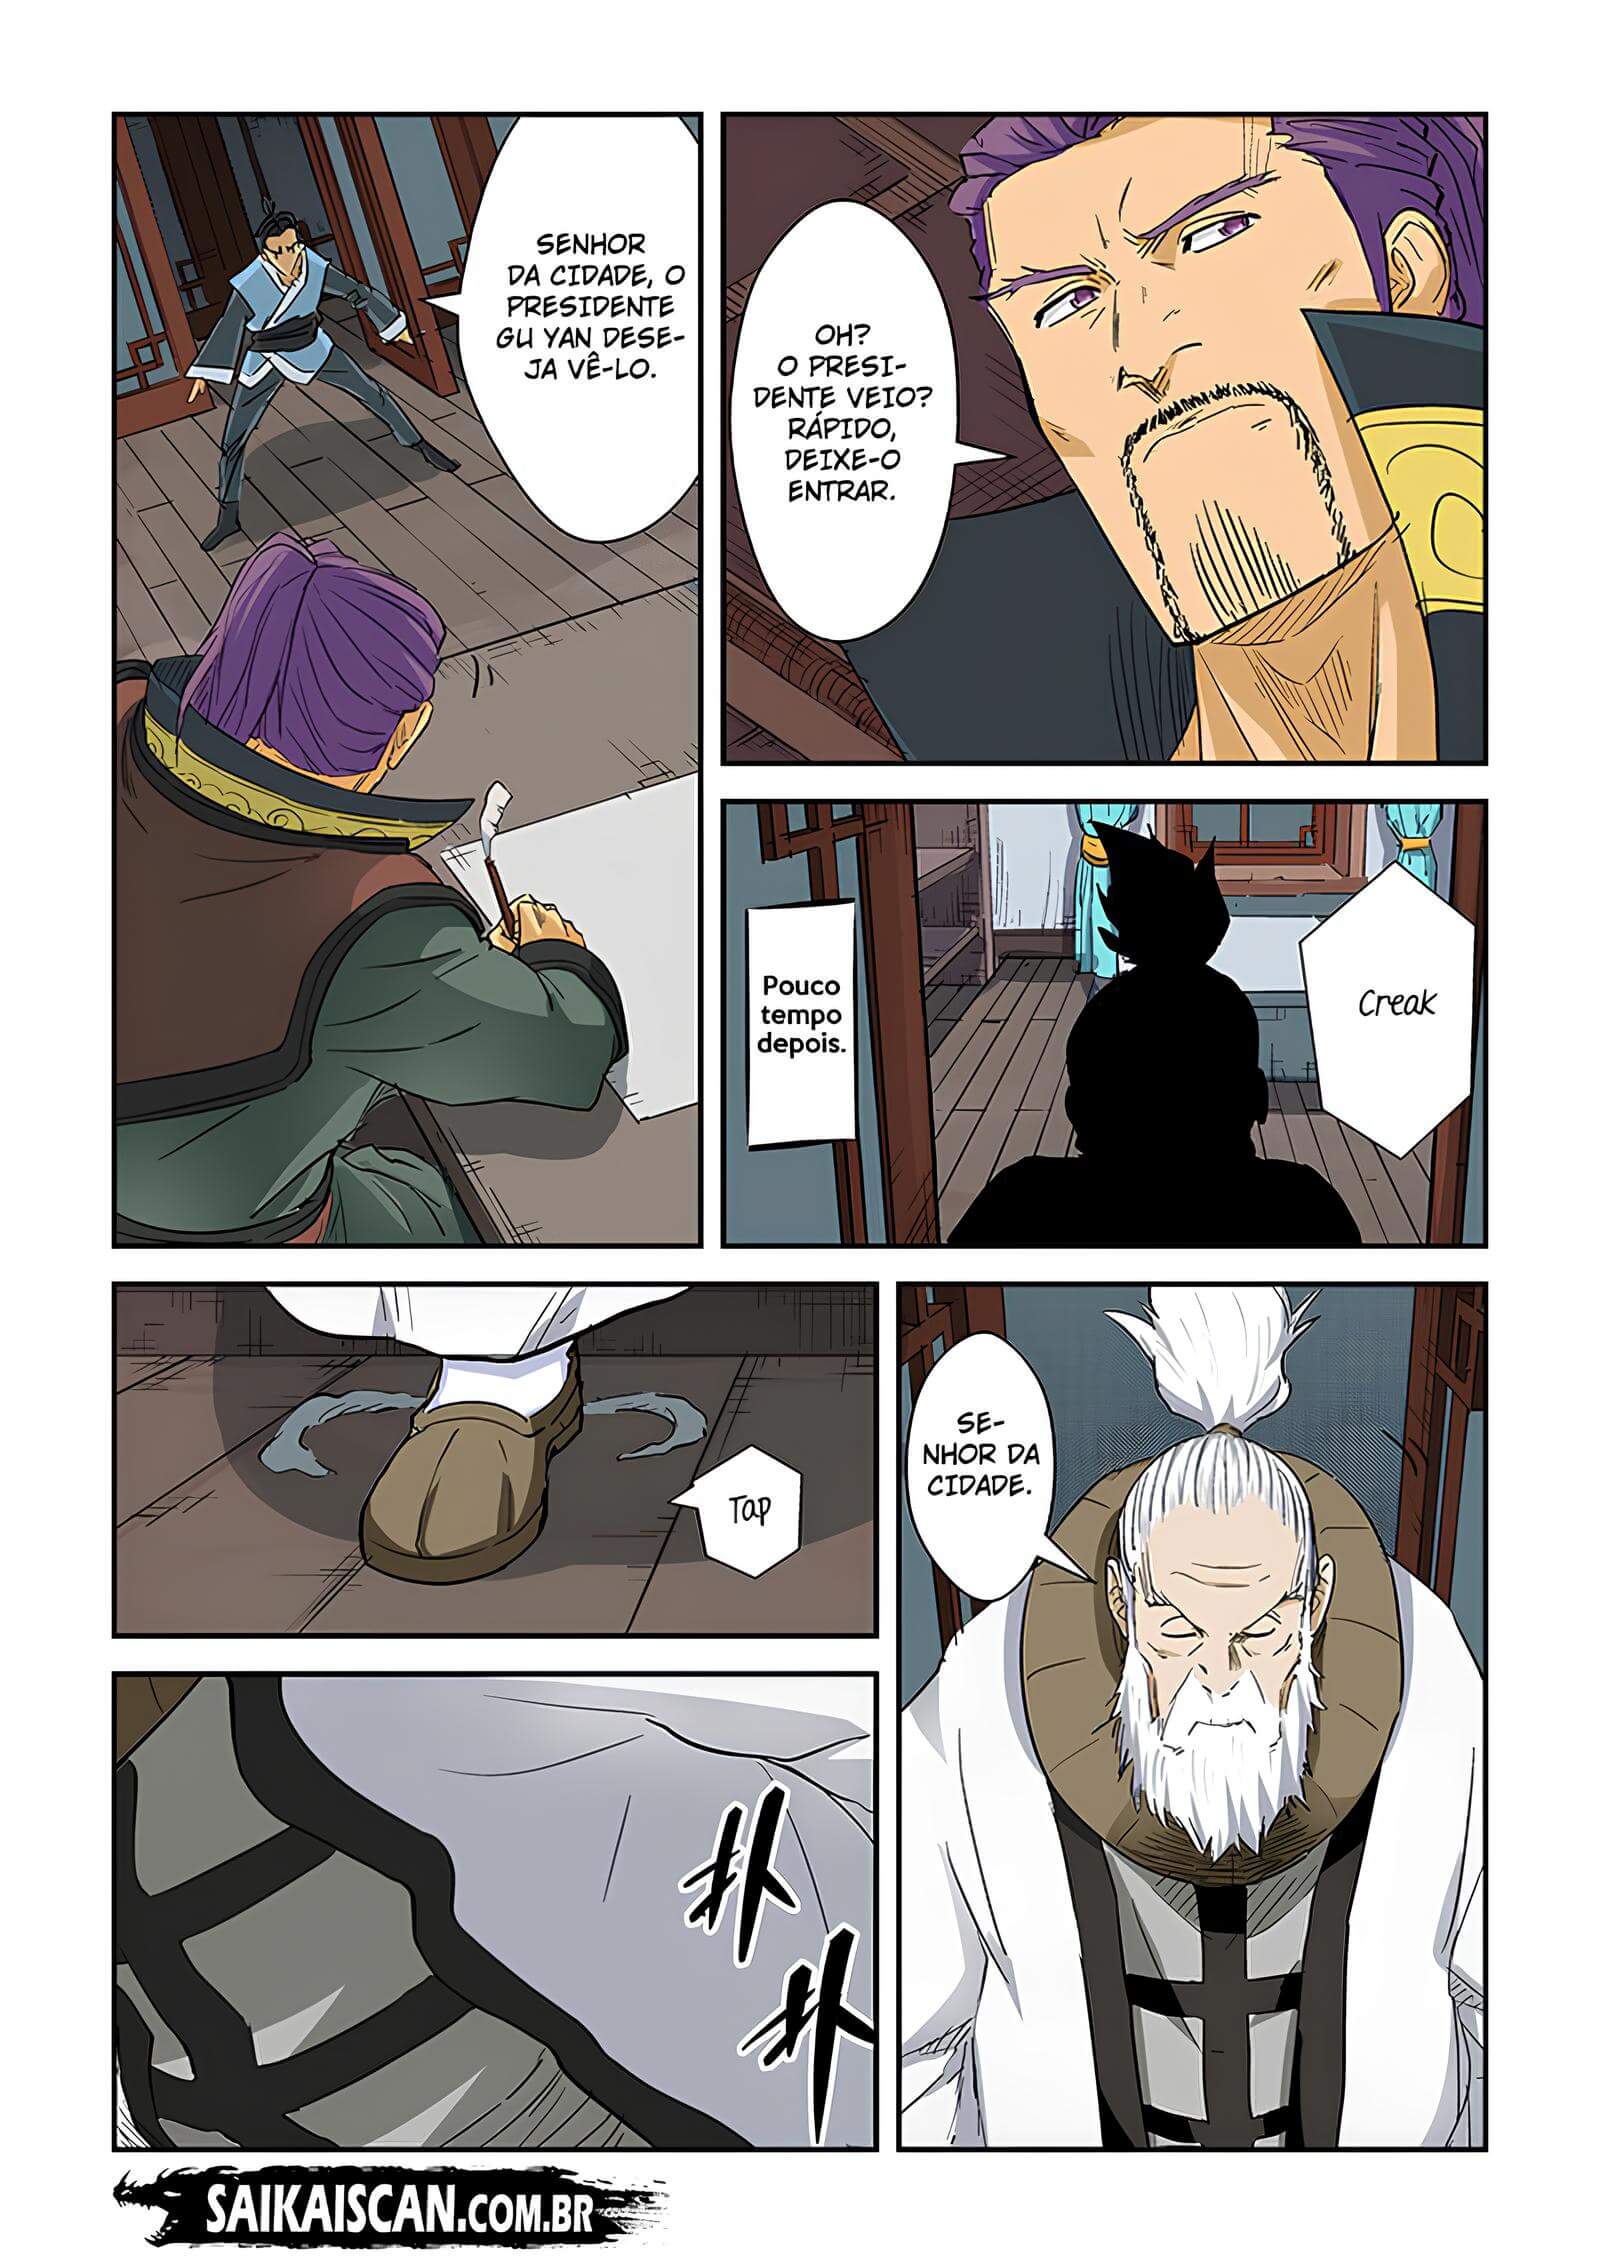 SENHOR
DA CIDADE, O
PRESIDENTE
GU YAN DESE-
JA VÊ-LO.
OH?
O PRESI-
DENTE VEIO?
RÁPIDO,
DEIXE-O
ENTRAR.
Pouco
tempo
depois.
Creak
Tap
SE-
NHOR DA
CIDADE.
SAIKAISCAN.COM.BR